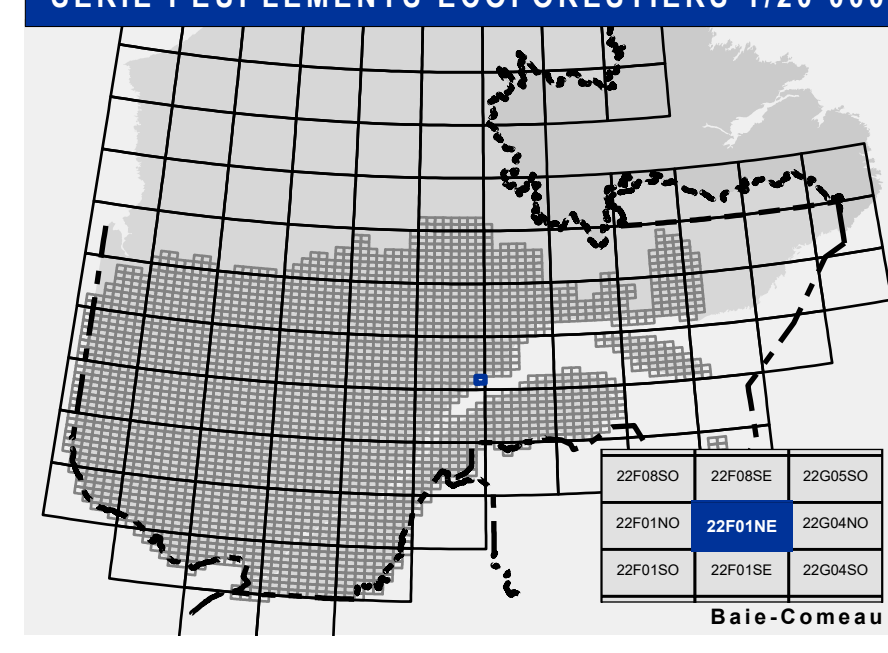 SÉRIE PEUPLEMENTS ÉCOFORESTIERS 1/20 000
22F08SO 22F08SE 22G05SO
22F01NO 22F01NE 22G04NO
22F01SO 22F01SE 22G04SO
Baie-Comeau